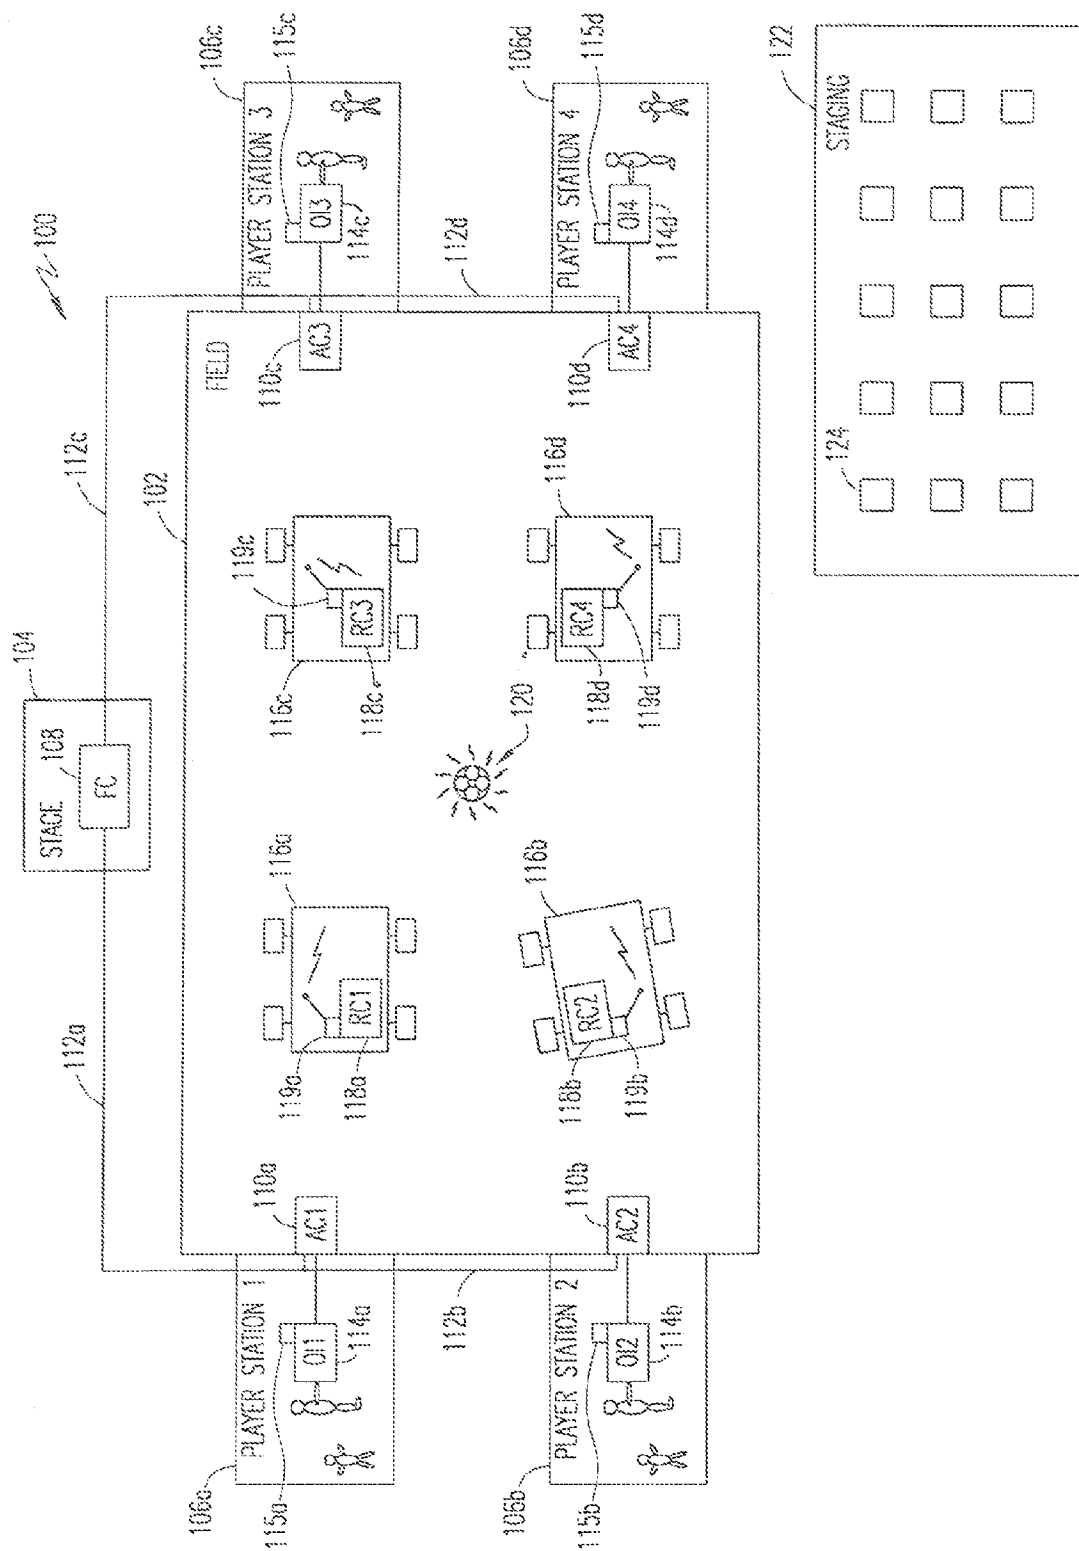 100
STAGE
104
108
FC
112a
112c
102
FIELD
PLAYER STATION 1
106a
115a
OI1
114a
110a
AC1
112b
PLAYER STATION 2
106b
115b
OI2
114b
110b
AC2
116a
RC1
119a
118a
116b
RC2
118b
119b
116c
RC3
119c
118c
116d
RC4
118d
119d
120
110c
AC3
110d
AC4
PLAYER STATION 3
106c
115c
OI3
114c
112d
PLAYER STATION 4
106d
115d
OI4
114d
122
STAGING
124